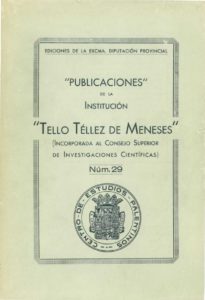 EDICIONES DE LA EXCMA. DIPUTACIÓN PROVINCIAL
"PUBLICACIONES"
DE LA
INSTITUCIÓN
"TELLO TÉLLEZ DE MENESES"
(INCORPORADA AL CONSEJO SUPERIOR
DE INVESTIGACIONES CIENTÍFICAS)
Núm. 29
CENTRO·DE·ESTUDIOS·PALENTINOS